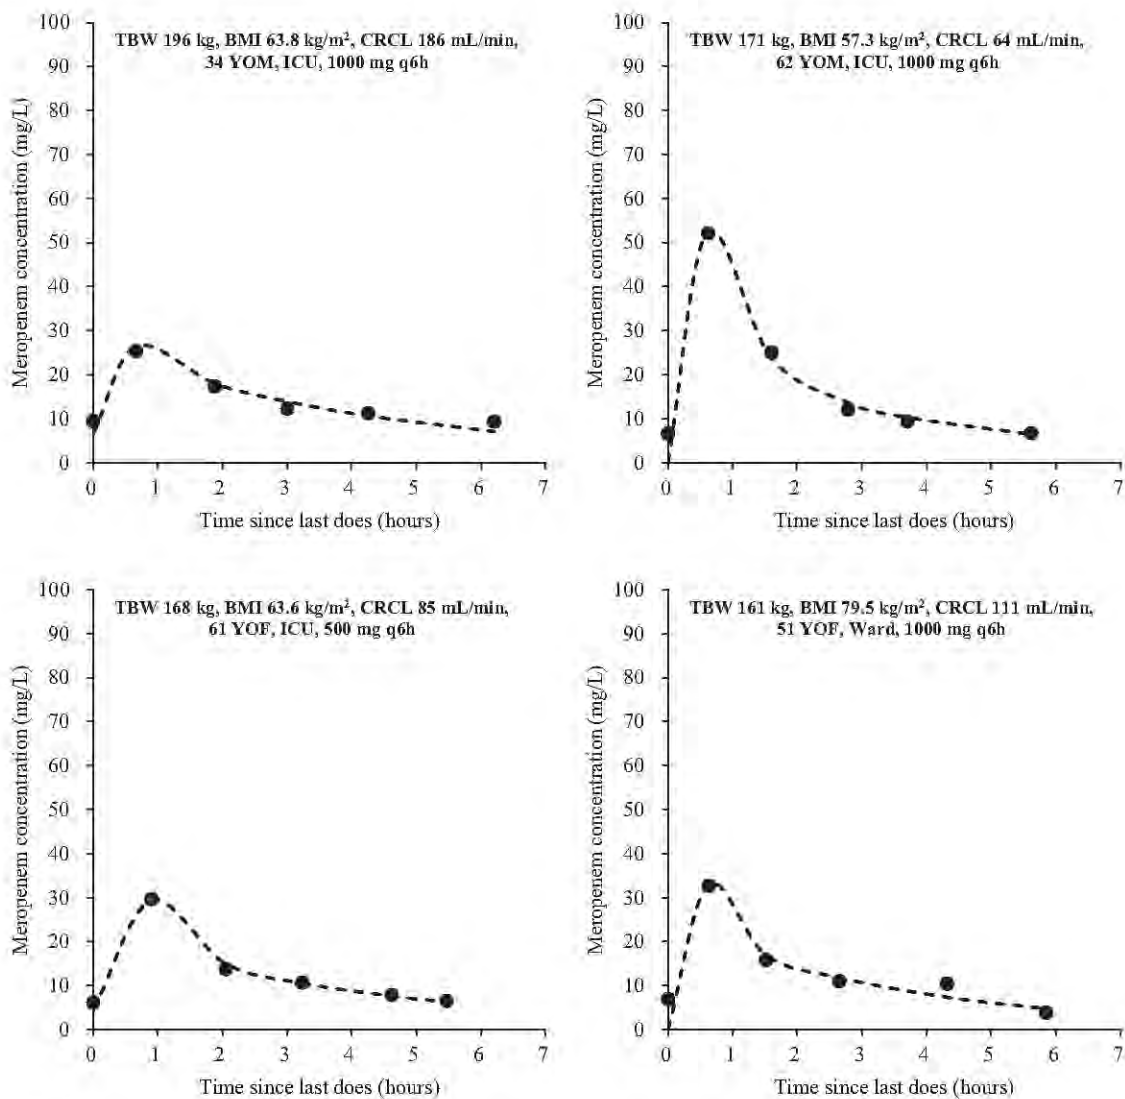 TBW 196 kg, BMI 63.8 kg/m², CRCL 186 mL/min,
34 YOM, ICU, 1000 mg q6h
Meropenem concentration (mg/L)
100
90
80
70
60
50
40
30
20
10
0
0 1 2 3 4 5 6 7
Time since last does (hours)
TBW 171 kg, BMI 57.3 kg/m², CRCL 64 mL/min,
62 YOM, ICU, 1000 mg q6h
Meropenem concentration (mg/L)
100
90
80
70
60
50
40
30
20
10
0
0 1 2 3 4 5 6 7
Time since last does (hours)
TBW 168 kg, BMI 63.6 kg/m², CRCL 85 mL/min,
61 YOF, ICU, 500 mg q6h
Meropenem concentration (mg/L)
100
90
80
70
60
50
40
30
20
10
0
0 1 2 3 4 5 6 7
Time since last does (hours)
TBW 161 kg, BMI 79.5 kg/m², CRCL 111 mL/min,
51 YOF, Ward, 1000 mg q6h
Meropenem concentration (mg/L)
100
90
80
70
60
50
40
30
20
10
0
0 1 2 3 4 5 6 7
Time since last does (hours)